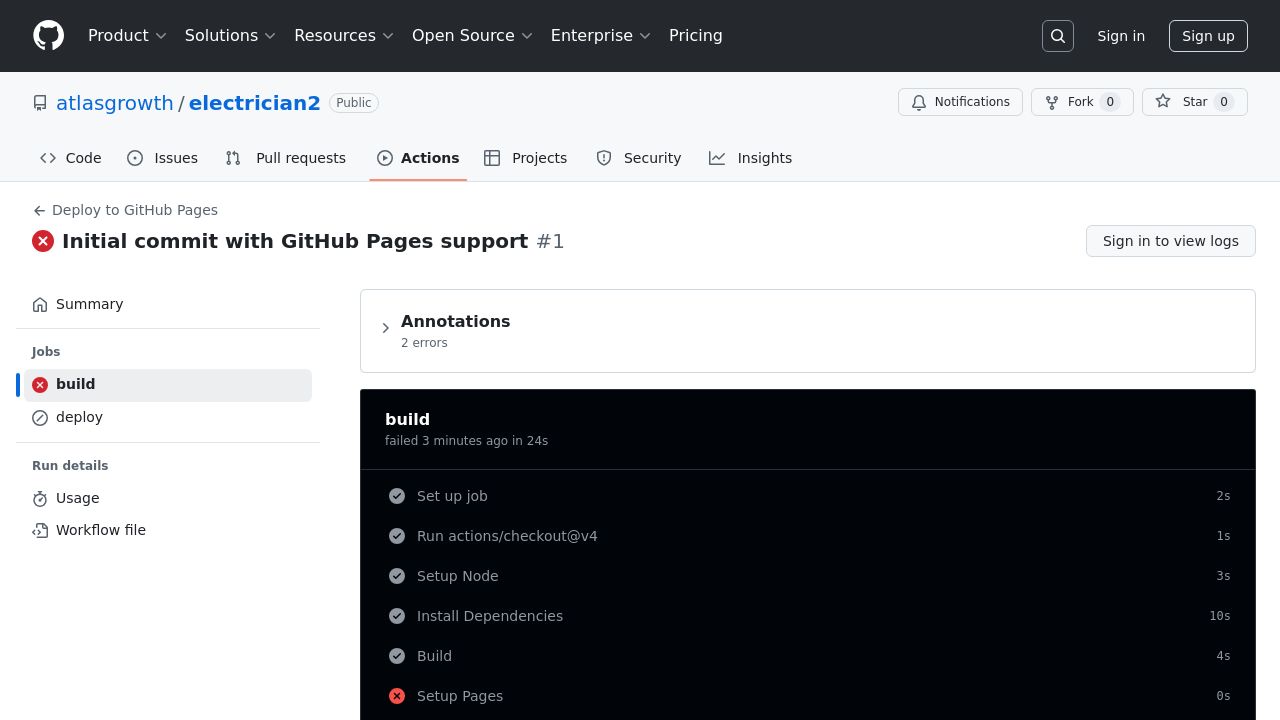 Product Solutions Resources Open Source Enterprise Pricing Sign in Sign up
atlasgrowth / electrician2 Public Notifications Fork 0 Star 0
Code Issues Pull requests Actions Projects Security Insights
Deploy to GitHub Pages
Initial commit with GitHub Pages support #1 Sign in to view logs
Summary
Jobs
build
deploy
Run details
Usage
Workflow file
Annotations
2 errors
build
failed 3 minutes ago in 24s
Set up job 2s
Run actions/checkout@v4 1s
Setup Node 3s
Install Dependencies 10s
Build 4s
Setup Pages 0s